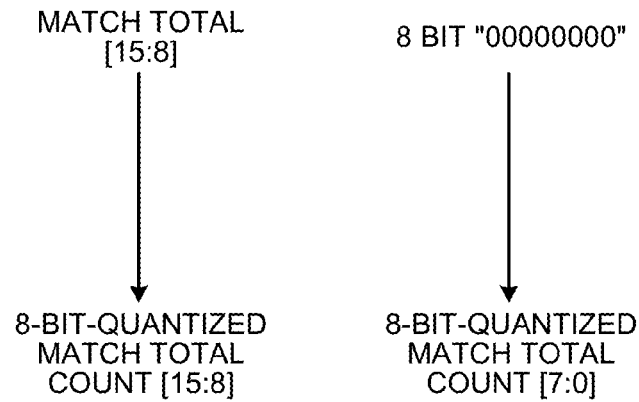 MATCH TOTAL
[15:8]
8 BIT "00000000"
8-BIT-QUANTIZED
MATCH TOTAL
COUNT [15:8]
8-BIT-QUANTIZED
MATCH TOTAL
COUNT [7:0]